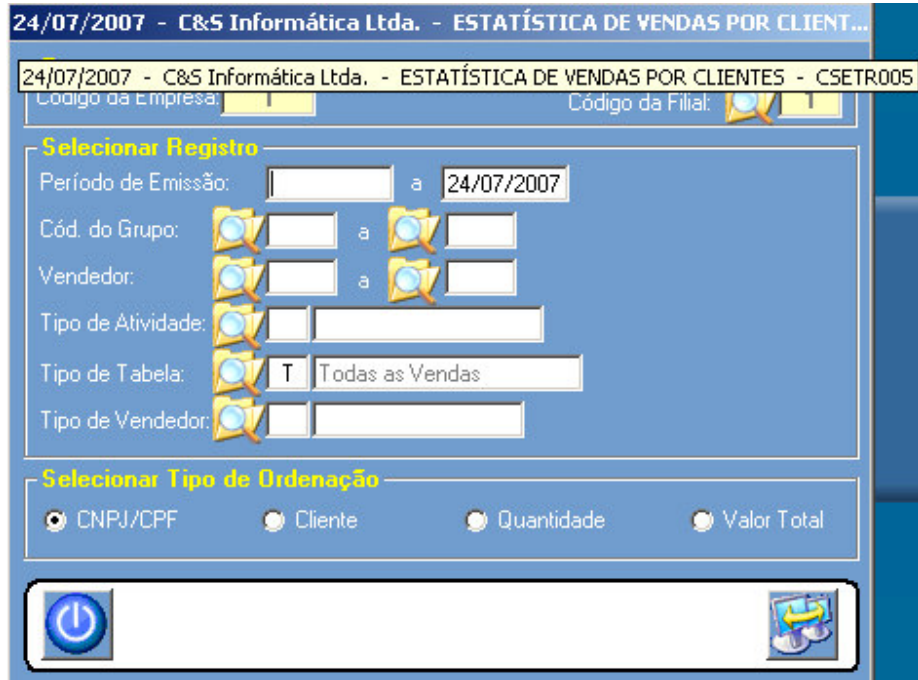 24/07/2007 - C&S Informática Ltda. - ESTATÍSTICA DE VENDAS POR CLIENT...
24/07/2007 - C&S Informática Ltda. - ESTATÍSTICA DE VENDAS POR CLIENTES - CSETR005
Código da Empresa: 1 Código da Filial: 1
Selecionar Registro
Período de Emissão: a 24/07/2007
Cód. do Grupo: a
Vendedor: a
Tipo de Atividade:
Tipo de Tabela: T Todas as Vendas
Tipo de Vendedor:
Selecionar Tipo de Ordenação
CNPJ/CPF Cliente Quantidade Valor Total